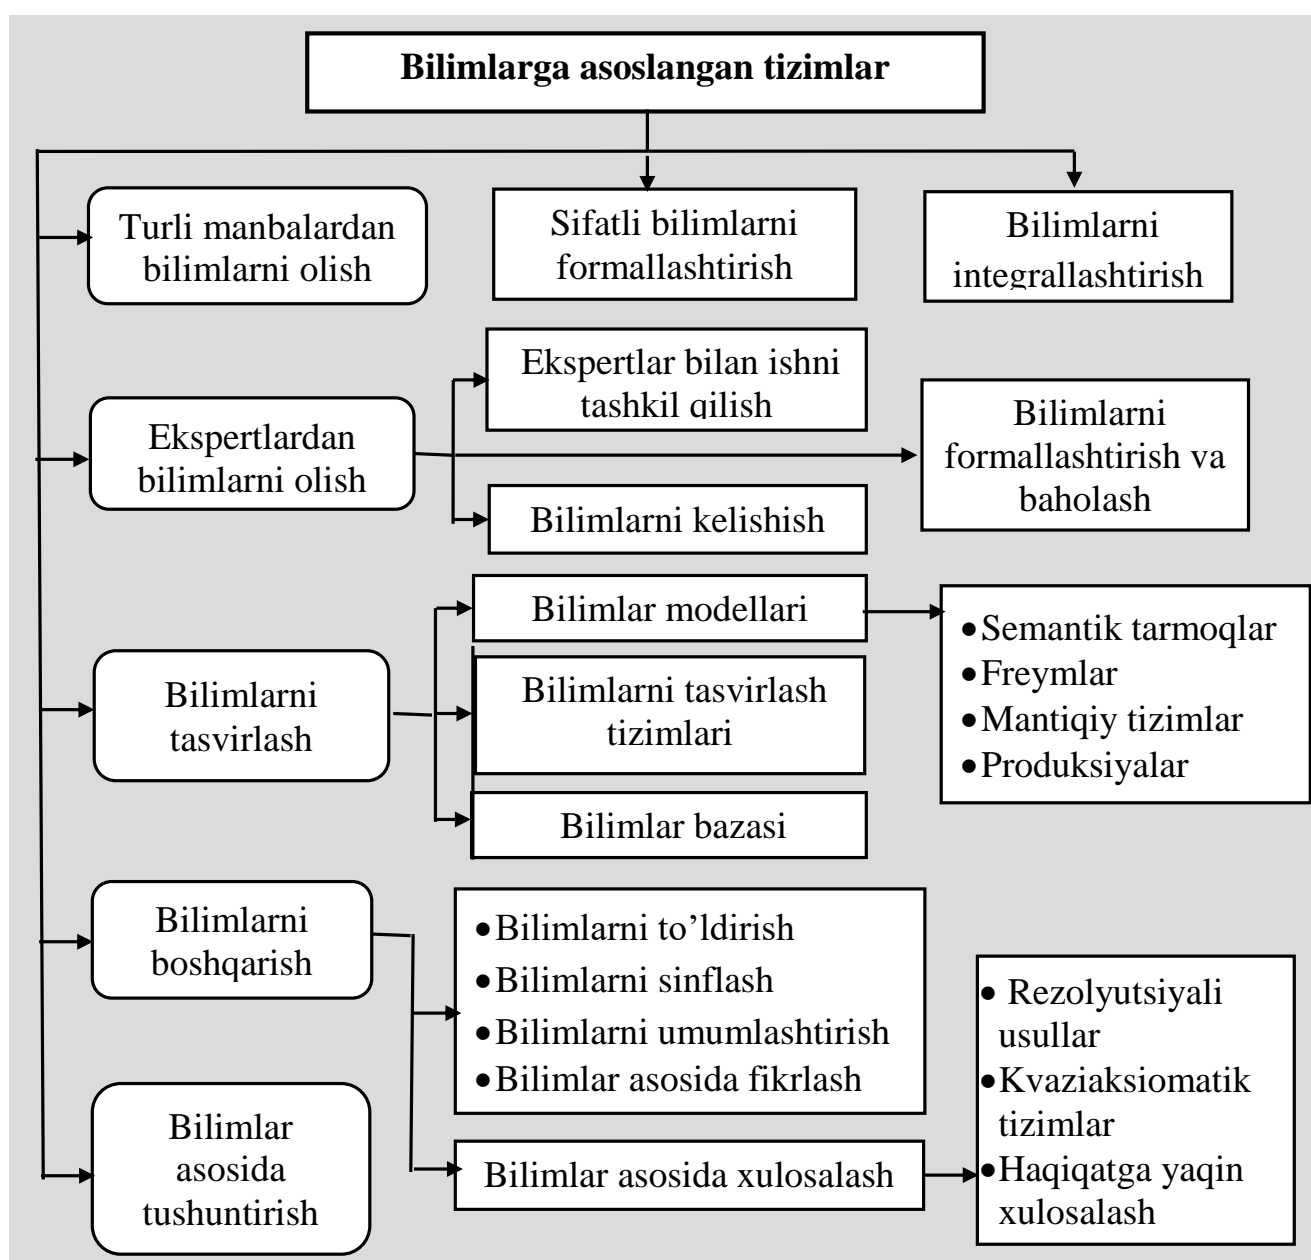 Bilimlarga asoslangan tizimlar
Turli manbalardan
bilimlarni olish
Sifatli bilimlarni
formallashtirish
Bilimlarni
integrallashtirish
Ekspertlardan
bilimlarni olish
Ekspertlar bilan ishni
tashkil qilish
Bilimlarni kelishish
Bilimlarni
formallashtirish va
baholash
Bilimlarni
tasvirlash
Bilimlar modellari
Bilimlarni tasvirlash
tizimlari
Bilimlar bazasi
•Semantik tarmoqlar
•Freymlar
•Mantiqiy tizimlar
•Produksiyalar
Bilimlarni
boshqarish
•Bilimlarni to’ldirish
•Bilimlarni sinflash
•Bilimlarni umumlashtirish
•Bilimlar asosida fikrlash
Bilimlar asosida xulosalash
• Rezolyutsiyali
usullar
•Kvaziaksiomatik
tizimlar
•Haqiqatga yaqin
xulosalash
Bilimlar
asosida
tushuntirish